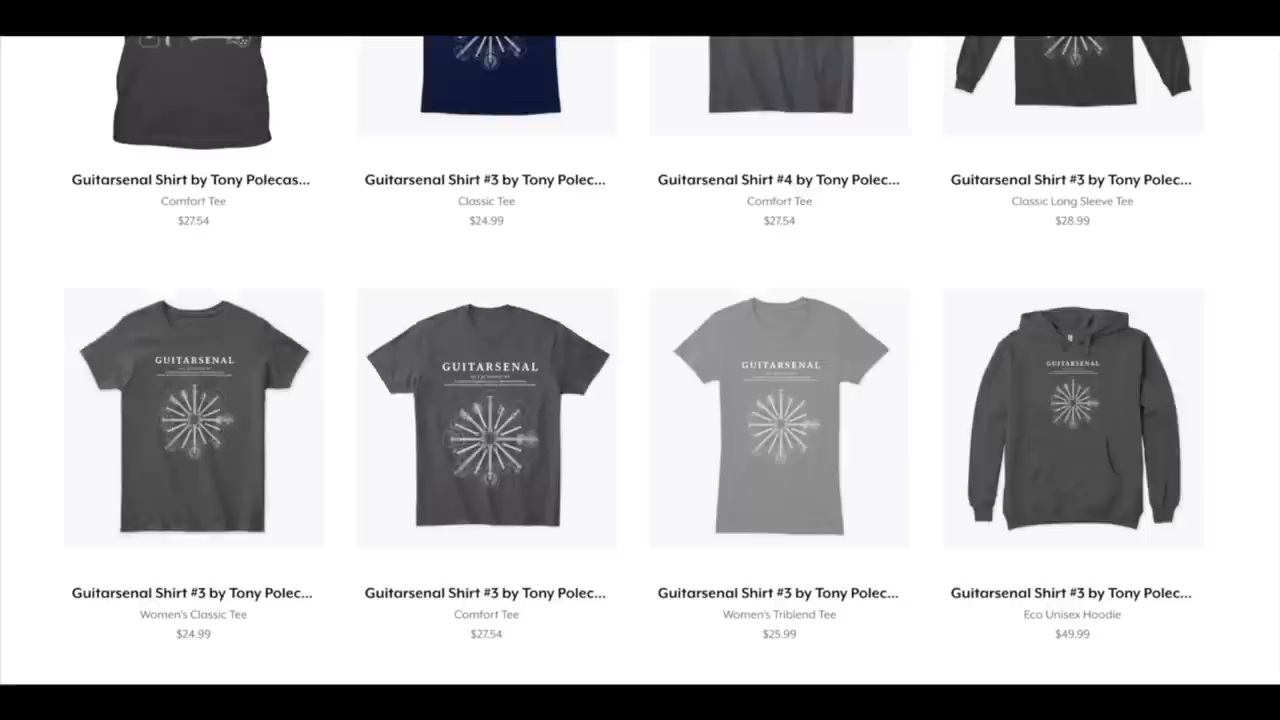 Guitarsenal Shirt by Tony Polecas...
Comfort Tee
$27.54
Guitarsenal Shirt #3 by Tony Polec...
Classic Tee
$24.99
Guitarsenal Shirt #4 by Tony Polec...
Comfort Tee
$27.54
Guitarsenal Shirt #3 by Tony Polec...
Classic Long Sleeve Tee
$28.99
GUITARSENAL
GUITARSENAL
GUITARSENAL
GUITARSENAL
Guitarsenal Shirt #3 by Tony Polec...
Women's Classic Tee
$24.99
Guitarsenal Shirt #3 by Tony Polec...
Comfort Tee
$27.54
Guitarsenal Shirt #3 by Tony Polec...
Women's Triblend Tee
$25.99
Guitarsenal Shirt #3 by Tony Polec...
Eco Unisex Hoodie
$49.99